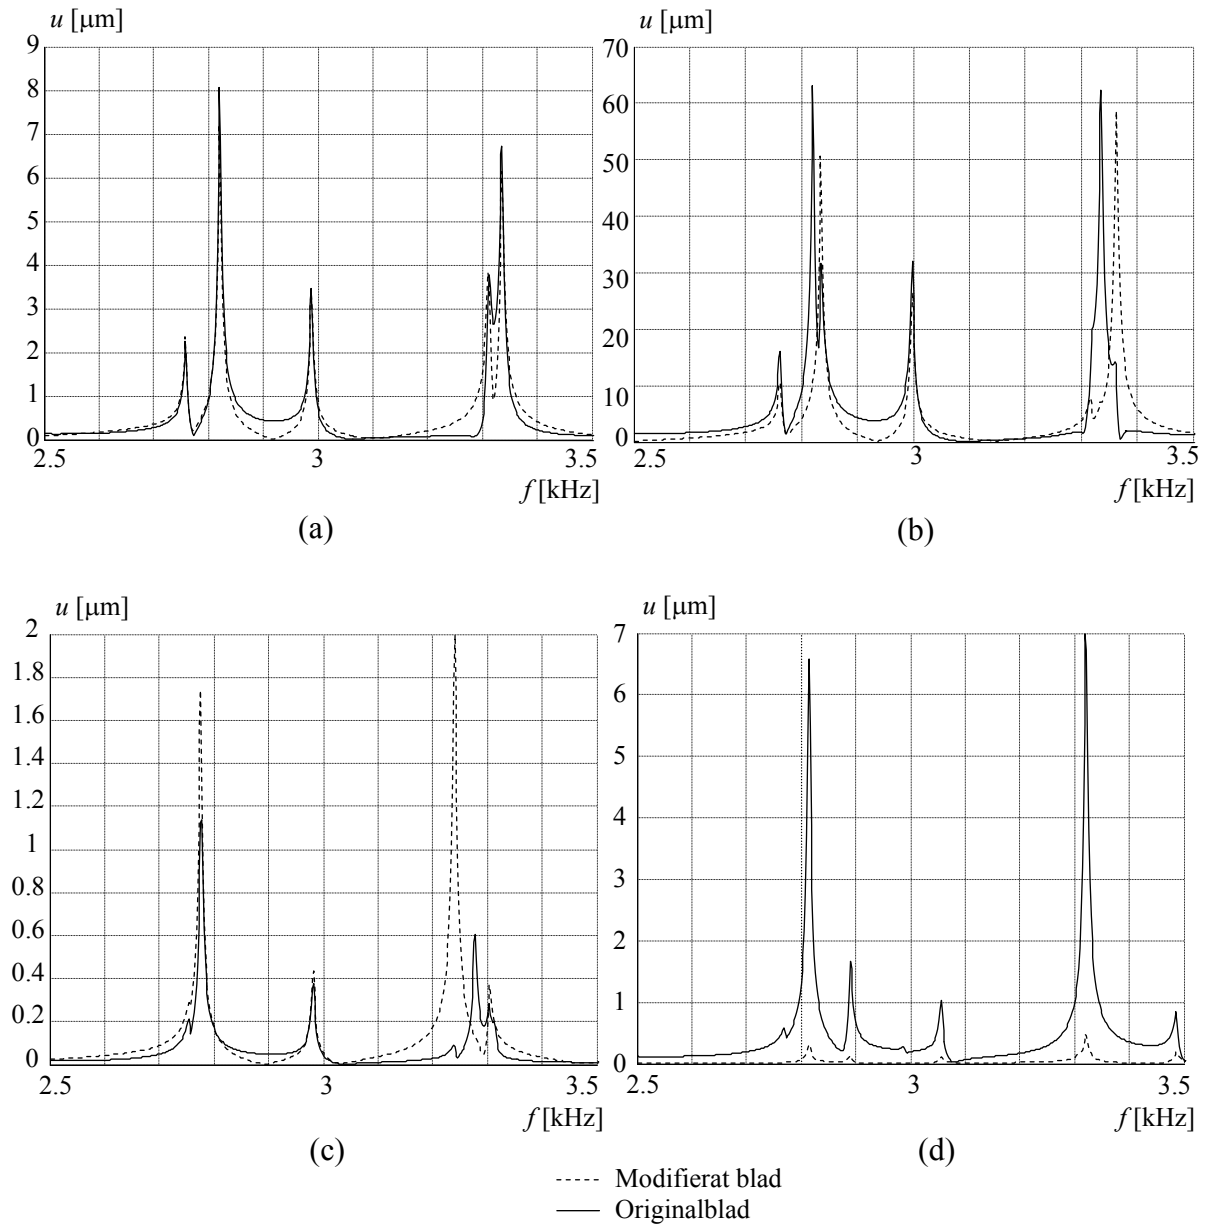 u [μm]
9
8
7
6
5
4
3
2
1
0
2.5 3 3.5
f [kHz]
(a)
u [μm]
70
60
50
40
30
20
10
0
2.5 3 3.5
f [kHz]
(b)
u [μm]
2
1.8
1.6
1.4
1.2
1
0.8
0.6
0.4
0.2
0
2.5 3 3.5
f [kHz]
(c)
u [μm]
7
6
5
4
3
2
1
0
2.5 3 3.5
f [kHz]
(d)
Modifierat blad
Originalblad